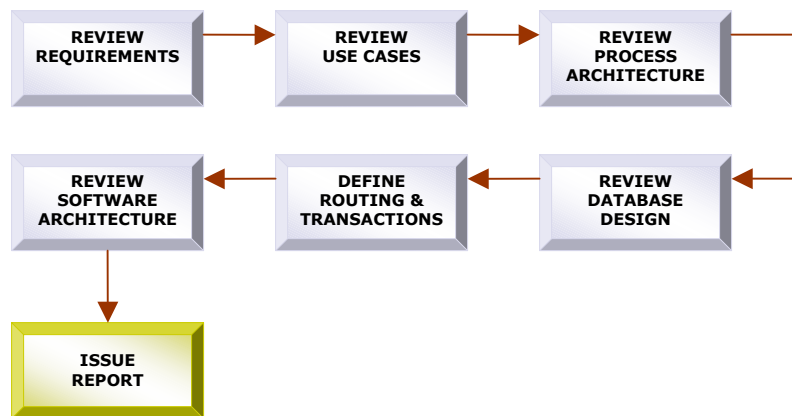 REVIEW
REQUIREMENTS
REVIEW
USE CASES
REVIEW
PROCESS
ARCHITECTURE
REVIEW
SOFTWARE
ARCHITECTURE
DEFINE
ROUTING &
TRANSACTIONS
REVIEW
DATABASE
DESIGN
ISSUE
REPORT